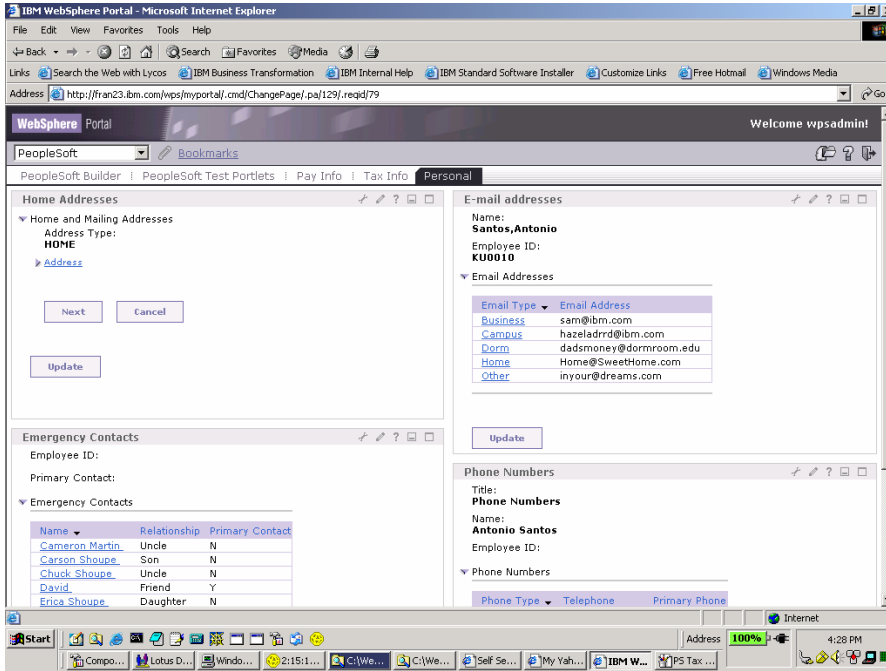 IBM WebSphere Portal - Microsoft Internet Explorer
File Edit View Favorites Tools Help
Back Search Favorites Media
Links Search the Web with Lycos IBM Business Transformation IBM Internal Help IBM Standard Software Installer Customize Links Free Hotmail Windows Media
Address http://fran23.ibm.com/wps/myportal/.cmd/ChangePage/.pa/129/.reqid/79 Go
WebSphere Portal Welcome wpsadmin!
PeopleSoft Bookmarks
PeopleSoft Builder PeopleSoft Test Portlets Pay Info Tax Info Personal
Home Addresses
Home and Mailing Addresses
Address Type:
HOME
Address
Next Cancel
Update
E-mail addresses
Name:
Santos,Antonio
Employee ID:
KU0010
Email Addresses
Email Type Email Address
Business sam@ibm.com
Campus hazeladrrd@ibm.com
Dorm dadsmoney@dormroom.edu
Home Home@SweetHome.com
Other inyour@dreams.com
Update
Emergency Contacts
Employee ID:
Primary Contact:
Emergency Contacts
Name Relationship Primary Contact
Cameron Martin Uncle N
Carson Shoupe Son N
Chuck Shoupe Uncle N
David Friend Y
Erica Shoupe Daughter N
Phone Numbers
Title:
Phone Numbers
Name:
Antonio Santos
Employee ID:
Phone Numbers
Phone Type Telephone Primary Phone
Internet
Start Address 100% 4:28 PM
Compo... Lotus D... Windo... 2:15:1... C:\We... C:\We... Self Se... My Yah... IBM W... PS Tax ...